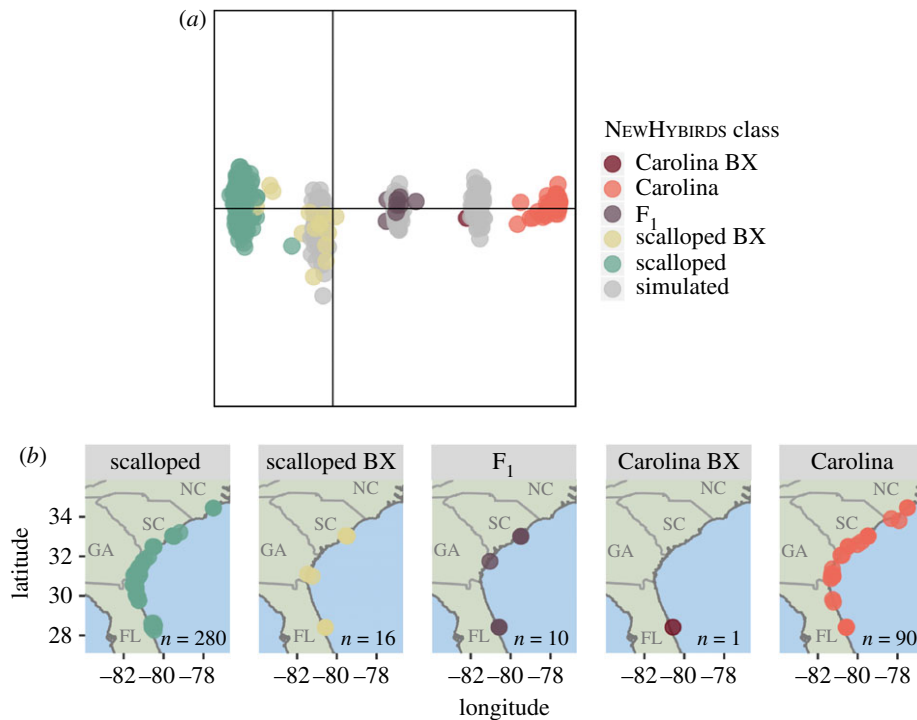 (a)
NEWHYBIRDS class
Carolina BX
Carolina
F1
scalloped BX
scalloped
simulated
(b)
scalloped
scalloped BX
F1
Carolina BX
Carolina
latitude
34
32
30
28
NC
SC
GA
FL
n = 280
NC
SC
GA
FL
n = 16
NC
SC
GA
FL
n = 10
NC
SC
GA
FL
n = 1
NC
SC
GA
FL
n = 90
−82 −80 −78
−82 −80 −78
−82 −80 −78
−82 −80 −78
−82 −80 −78
longitude